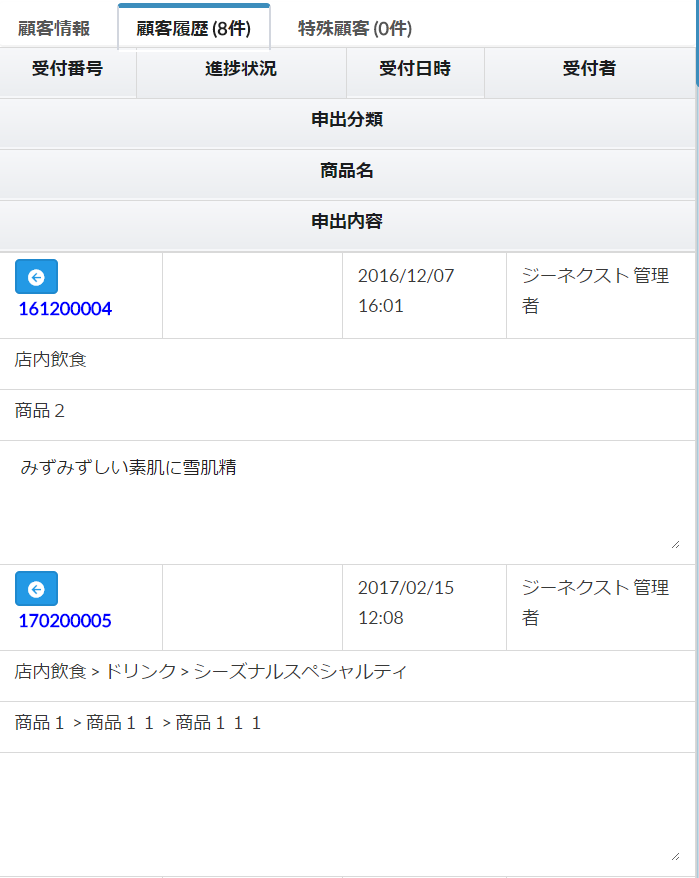 顧客情報 顧客履歴 (8件) 特殊顧客 (0件)
受付番号 進捗状況 受付日時 受付者
申出分類
商品名
申出内容
2016/12/07 ジーネクスト 管理
161200004 16:01 者
店内飲食
商品２
みずみずしい素肌に雪肌精
2017/02/15 ジーネクスト 管理
170200005 12:08 者
店内飲食 > ドリンク > シーズナルスペシャルティ
商品１ > 商品１１ > 商品１１１